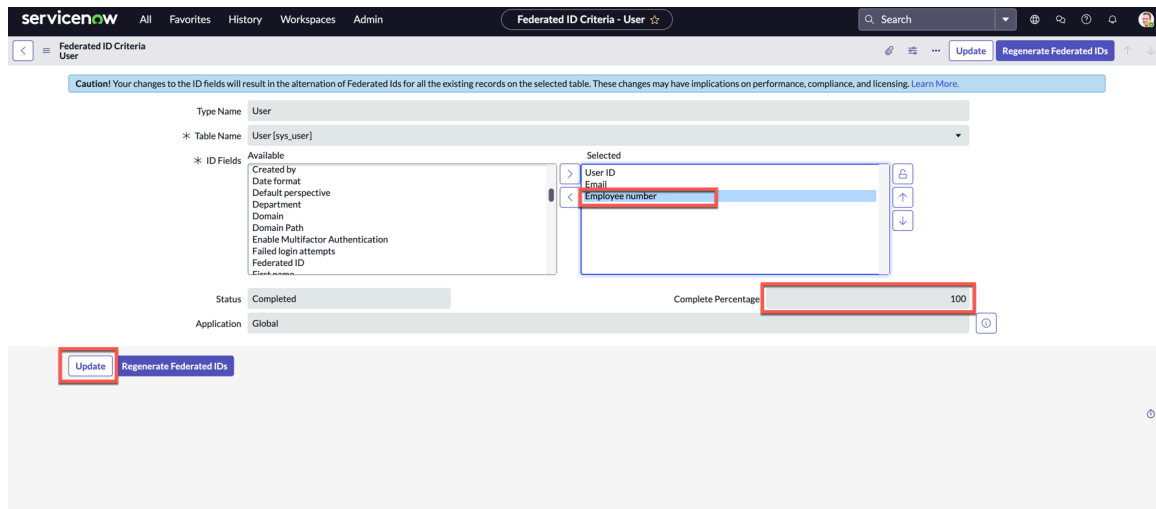 servicenow All Favorites History Workspaces Admin Federated ID Criteria - User ☆ Search
Federated ID Criteria
User
Update Regenerate Federated IDs
Caution! Your changes to the ID fields will result in the alternation of Federated Ids for all the existing records on the selected table. These changes may have implications on performance, compliance, and licensing. Learn More.
Type Name User
* Table Name User [sys_user]
* ID Fields
Available
Created by
Date format
Default perspective
Department
Domain
Domain Path
Enable Multifactor Authentication
Failed login attempts
Federated ID
First name
Selected
User ID
Email
Employee number
Status Completed
Complete Percentage 100
Application Global
Update Regenerate Federated IDs